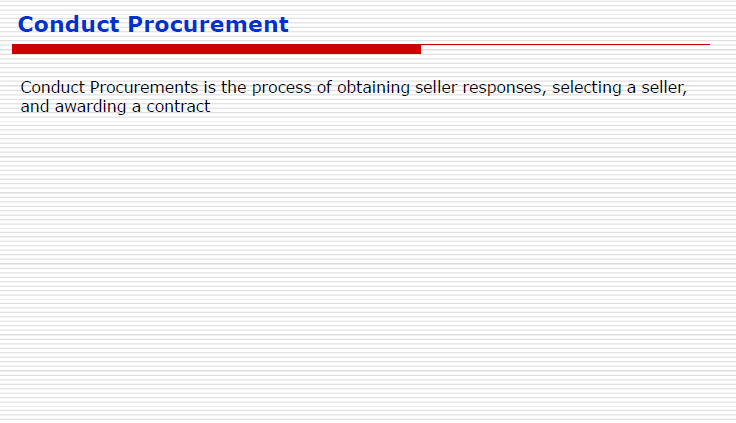 Conduct Procurement
Conduct Procurements is the process of obtaining seller responses, selecting a seller,
and awarding a contract